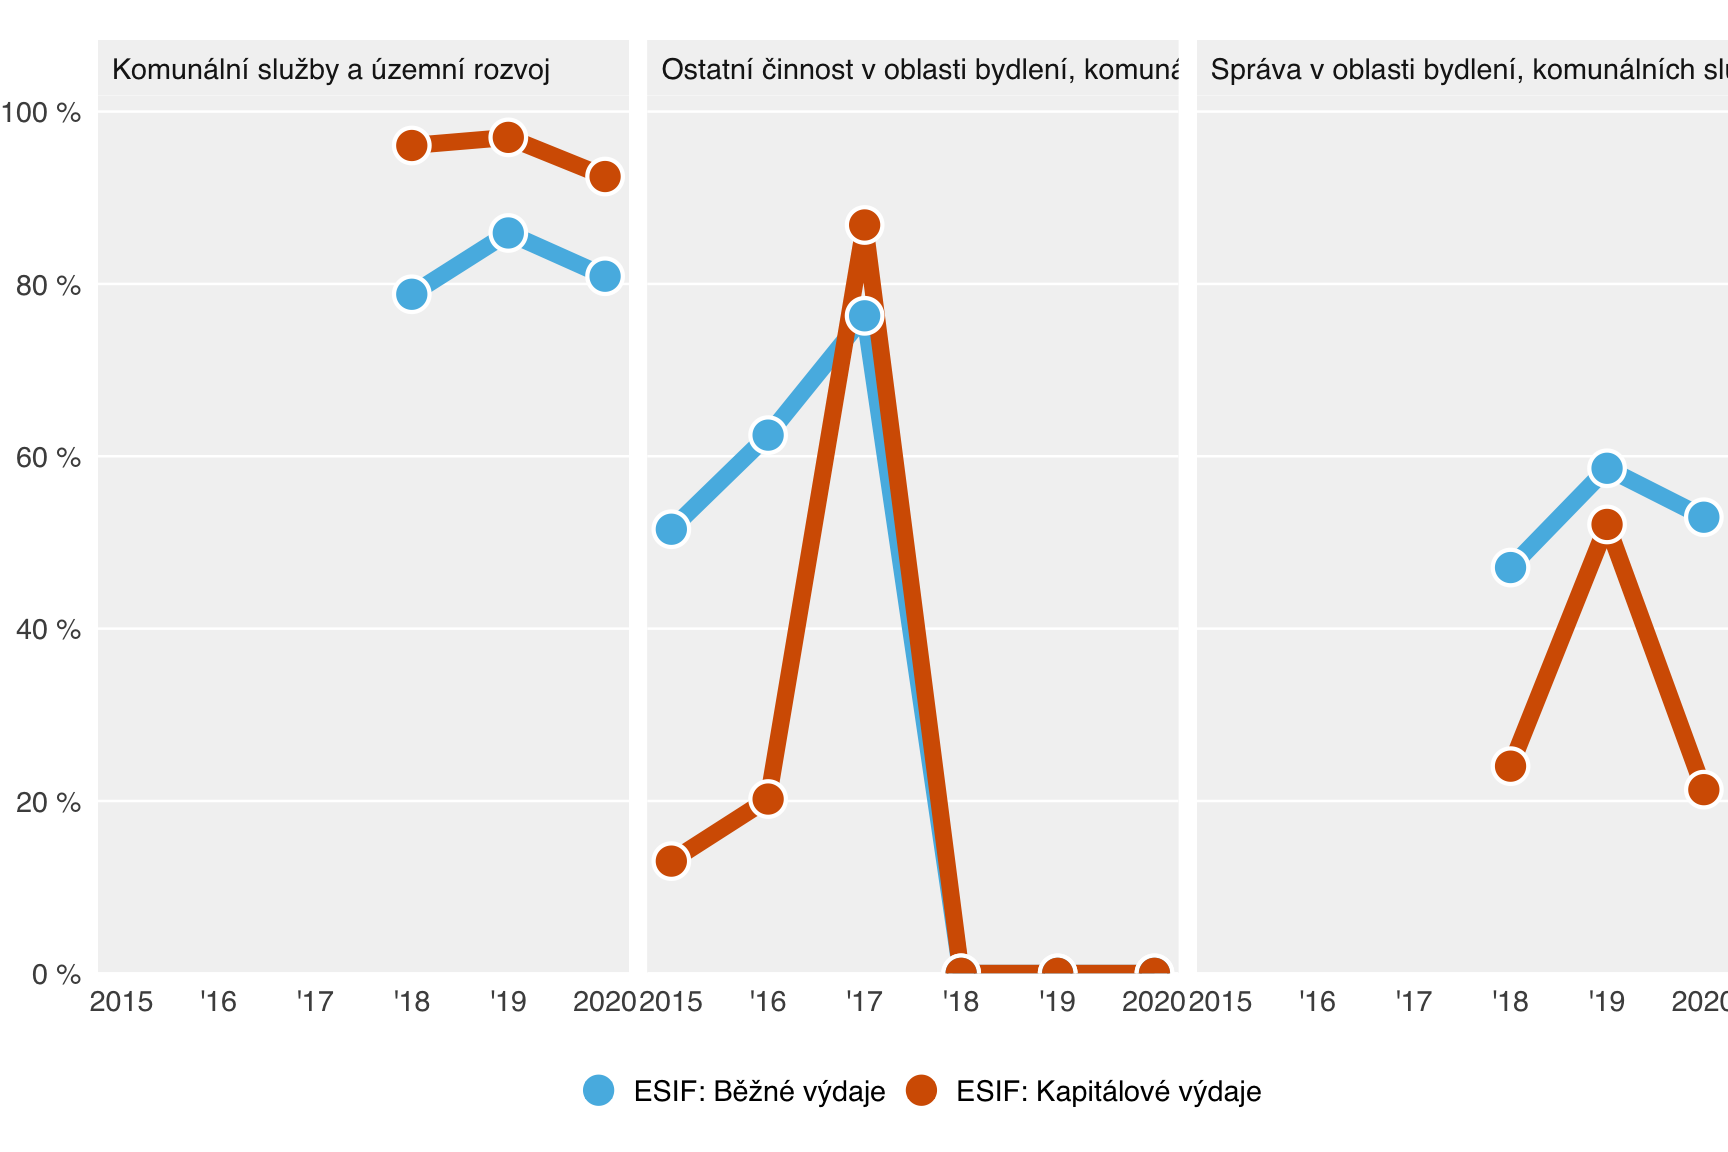 Komunální služby a územní rozvoj
Ostatní činnost v oblasti bydlení,
Správa v oblasti bydlení, komunálních
100 %
80 %
60 %
40 %
20 %
0 %
2015 '16 '17 '18 '19 2020
2015 '16 '17 '18 '19 2020
2015 '16 '17 '18 '19 2020
ESIF: Běžné výdaje
ESIF: Kapitálové výdaje